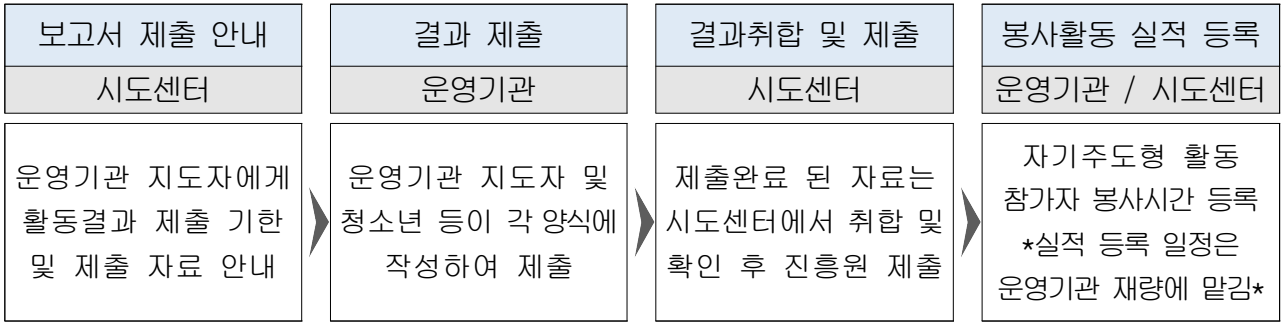 보고서 제출 안내
시도센터
운영기관 지도자에게
활동결과 제출 기한
및 제출 자료 안내
결과 제출
운영기관
운영기관 지도자 및
청소년 등이 각 양식에
작성하여 제출
결과취합 및 제출
시도센터
제출완료 된 자료는
시도센터에서 취합 및
확인 후 진흥원 제출
봉사활동 실적 등록
운영기관 / 시도센터
자기주도형 활동
참가자 봉사시간 등록
*실적 등록 일정은
운영기관 재량에 맡김*